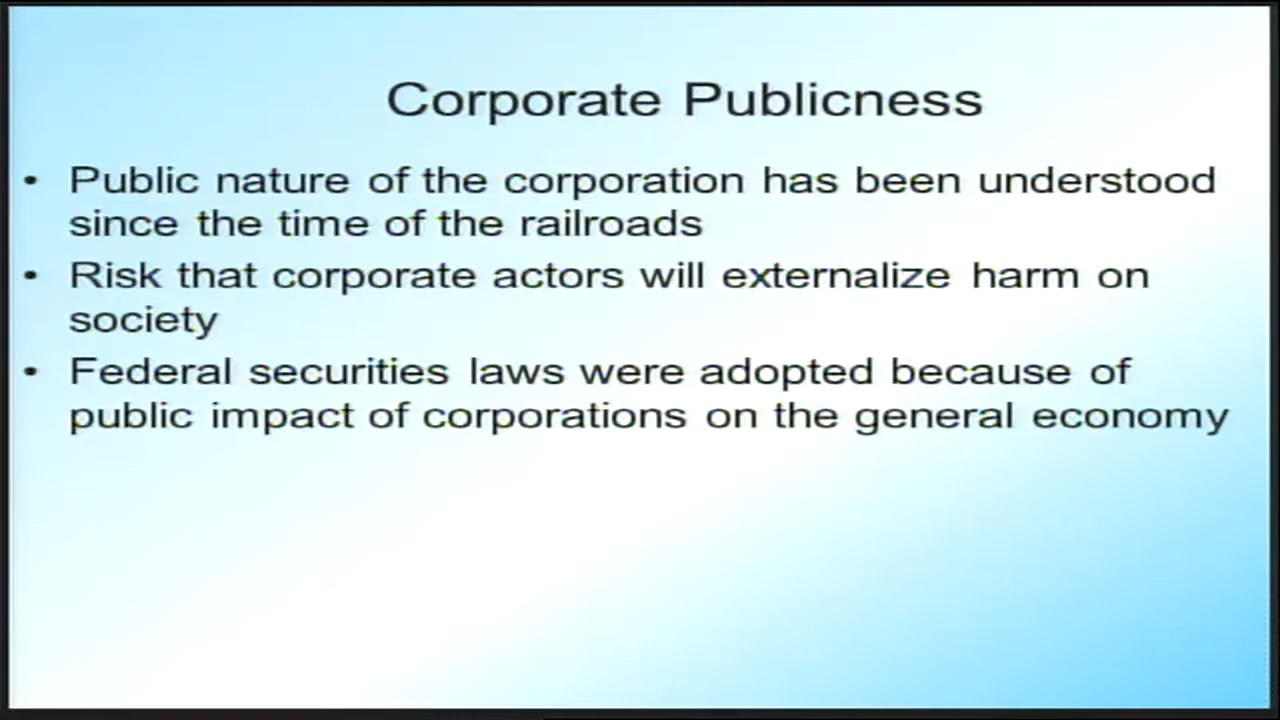 Corporate Publicness
• Public nature of the corporation has been understood
since the time of the railroads
• Risk that corporate actors will externalize harm on
society
• Federal securities laws were adopted because of
public impact of corporations on the general economy